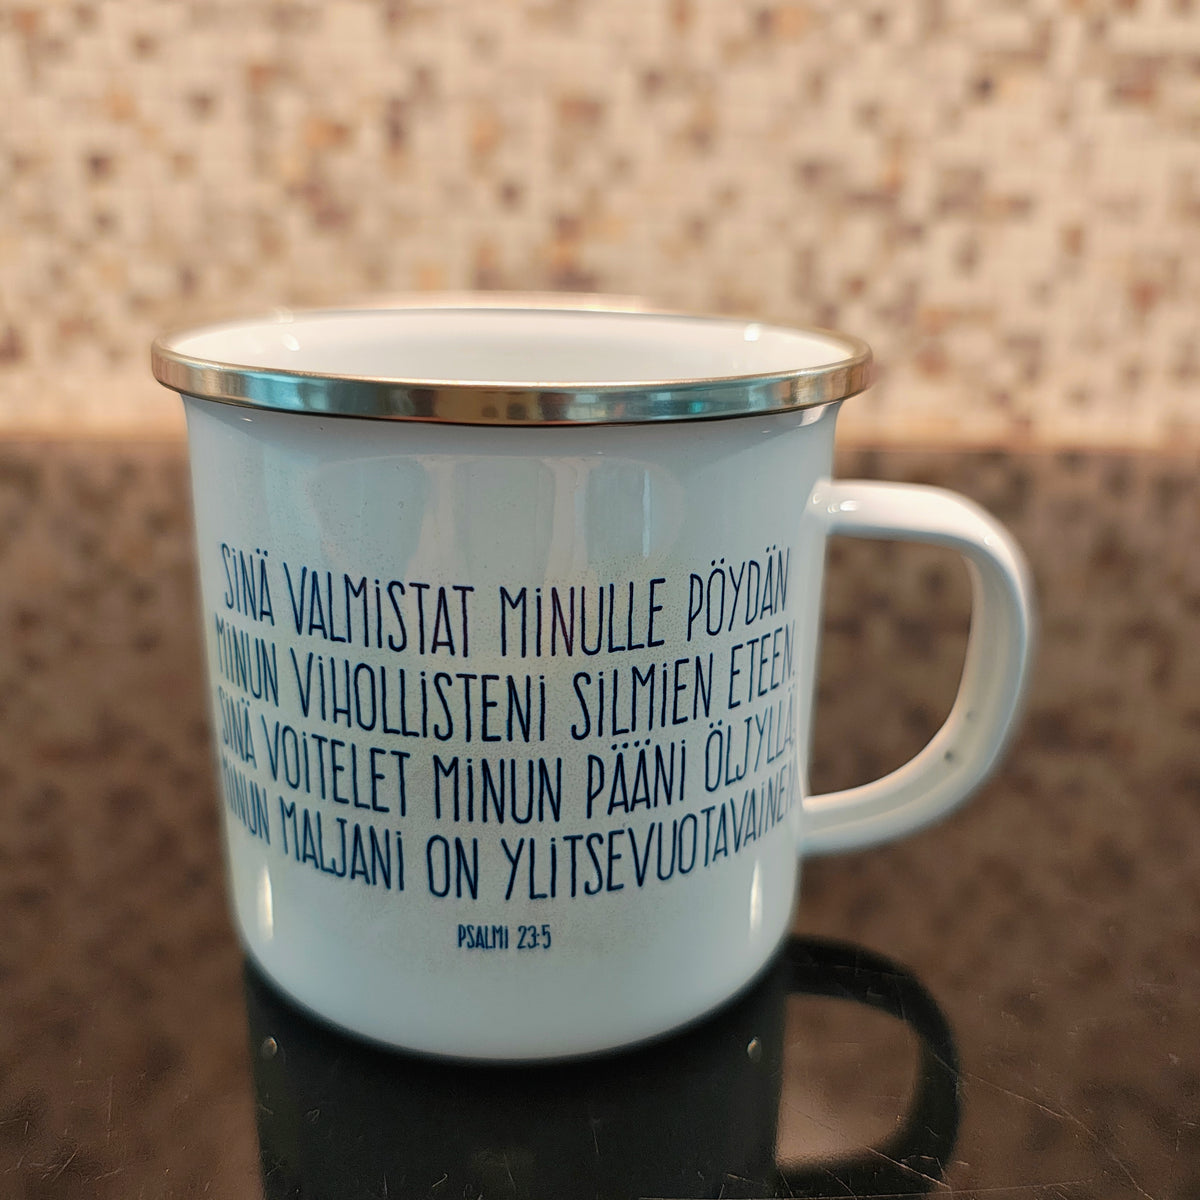 SINÄ VALMISTAT MINULLE PÖYDÄN
MINUN VIHOLLISTENI SILMIEN ETEEN.
SINÄ VOITELET MINUN PÄÄNI ÖLJYLLÄ,
MINUN MALJANI ON YLITSEVUOTAVAINEN.
PSALMI 23:5